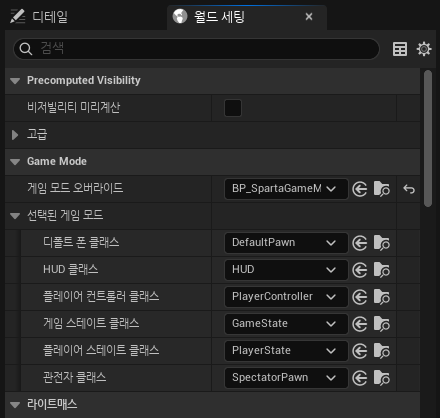 디테일
월드 세팅
×
검색
Precomputed Visibility
비저빌리티 미리계산
고급
Game Mode
게임 모드 오버라이드 BP_SpartaGameM
선택된 게임 모드
디폴트 폰 클래스 DefaultPawn
HUD 클래스 HUD
플레이어 컨트롤러 클래스 PlayerController
게임 스테이트 클래스 GameState
플레이어 스테이트 클래스 PlayerState
관전자 클래스 SpectatorPawn
라이트매스